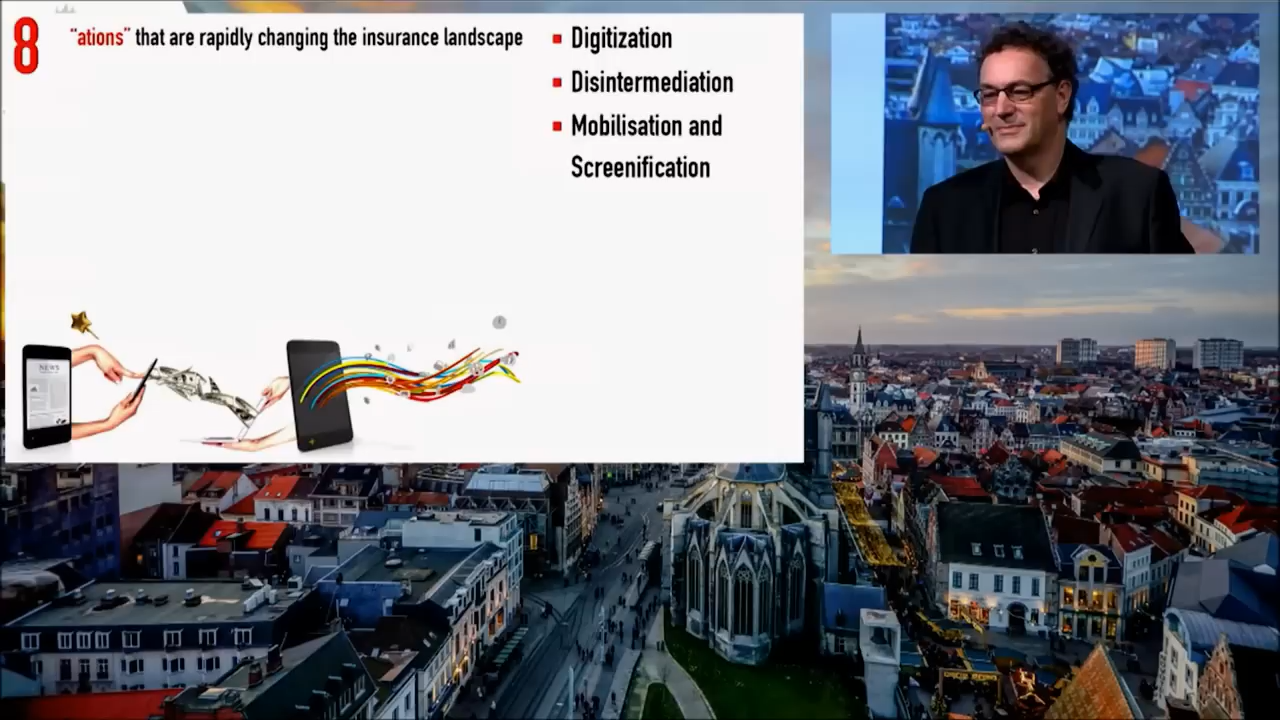 8
"ations" that are rapidly changing the insurance landscape
Digitization
Disintermediation
Mobilisation and
Screenification
NEWS